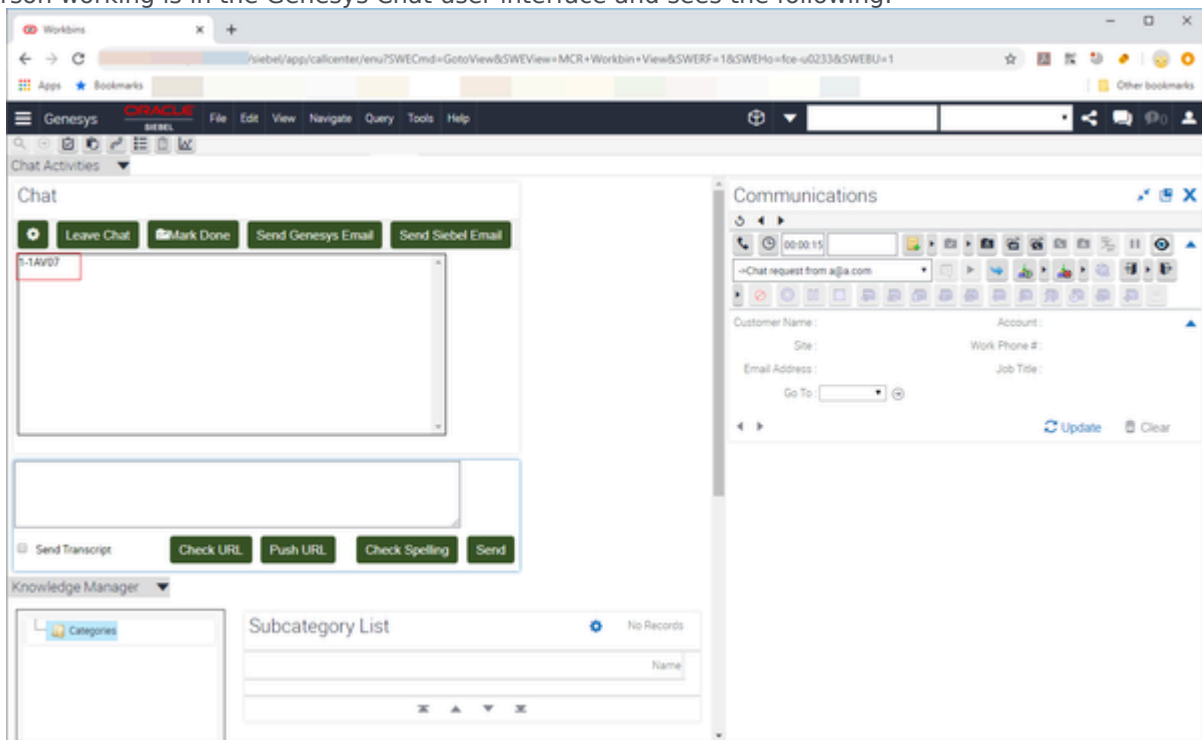 erson working is in the Genesys Chat user interface and sees the following:
Workbins
/siebel/app/callcenter/enu?SWECmd=GotoView&SWEView=MCR+Workbin+View&SWERF=1&SWEHo=fce-u0233&SWEBU=1
Apps Bookmarks Other bookmarks
Genesys ORACLE SIEBEL File Edit View Navigate Query Tools Help 0
Chat Activities
Chat
Communications
Leave Chat Mark Done Send Genesys Email Send Siebel Email
00:00:15
1-1AV07
->Chat request from a@a.com
Customer Name : Account :
Site : Work Phone # :
Email Address : Job Title :
Go To :
Update Clear
Send Transcript Check URL Push URL Check Spelling Send
Knowledge Manager
Categories
Subcategory List No Records
Name